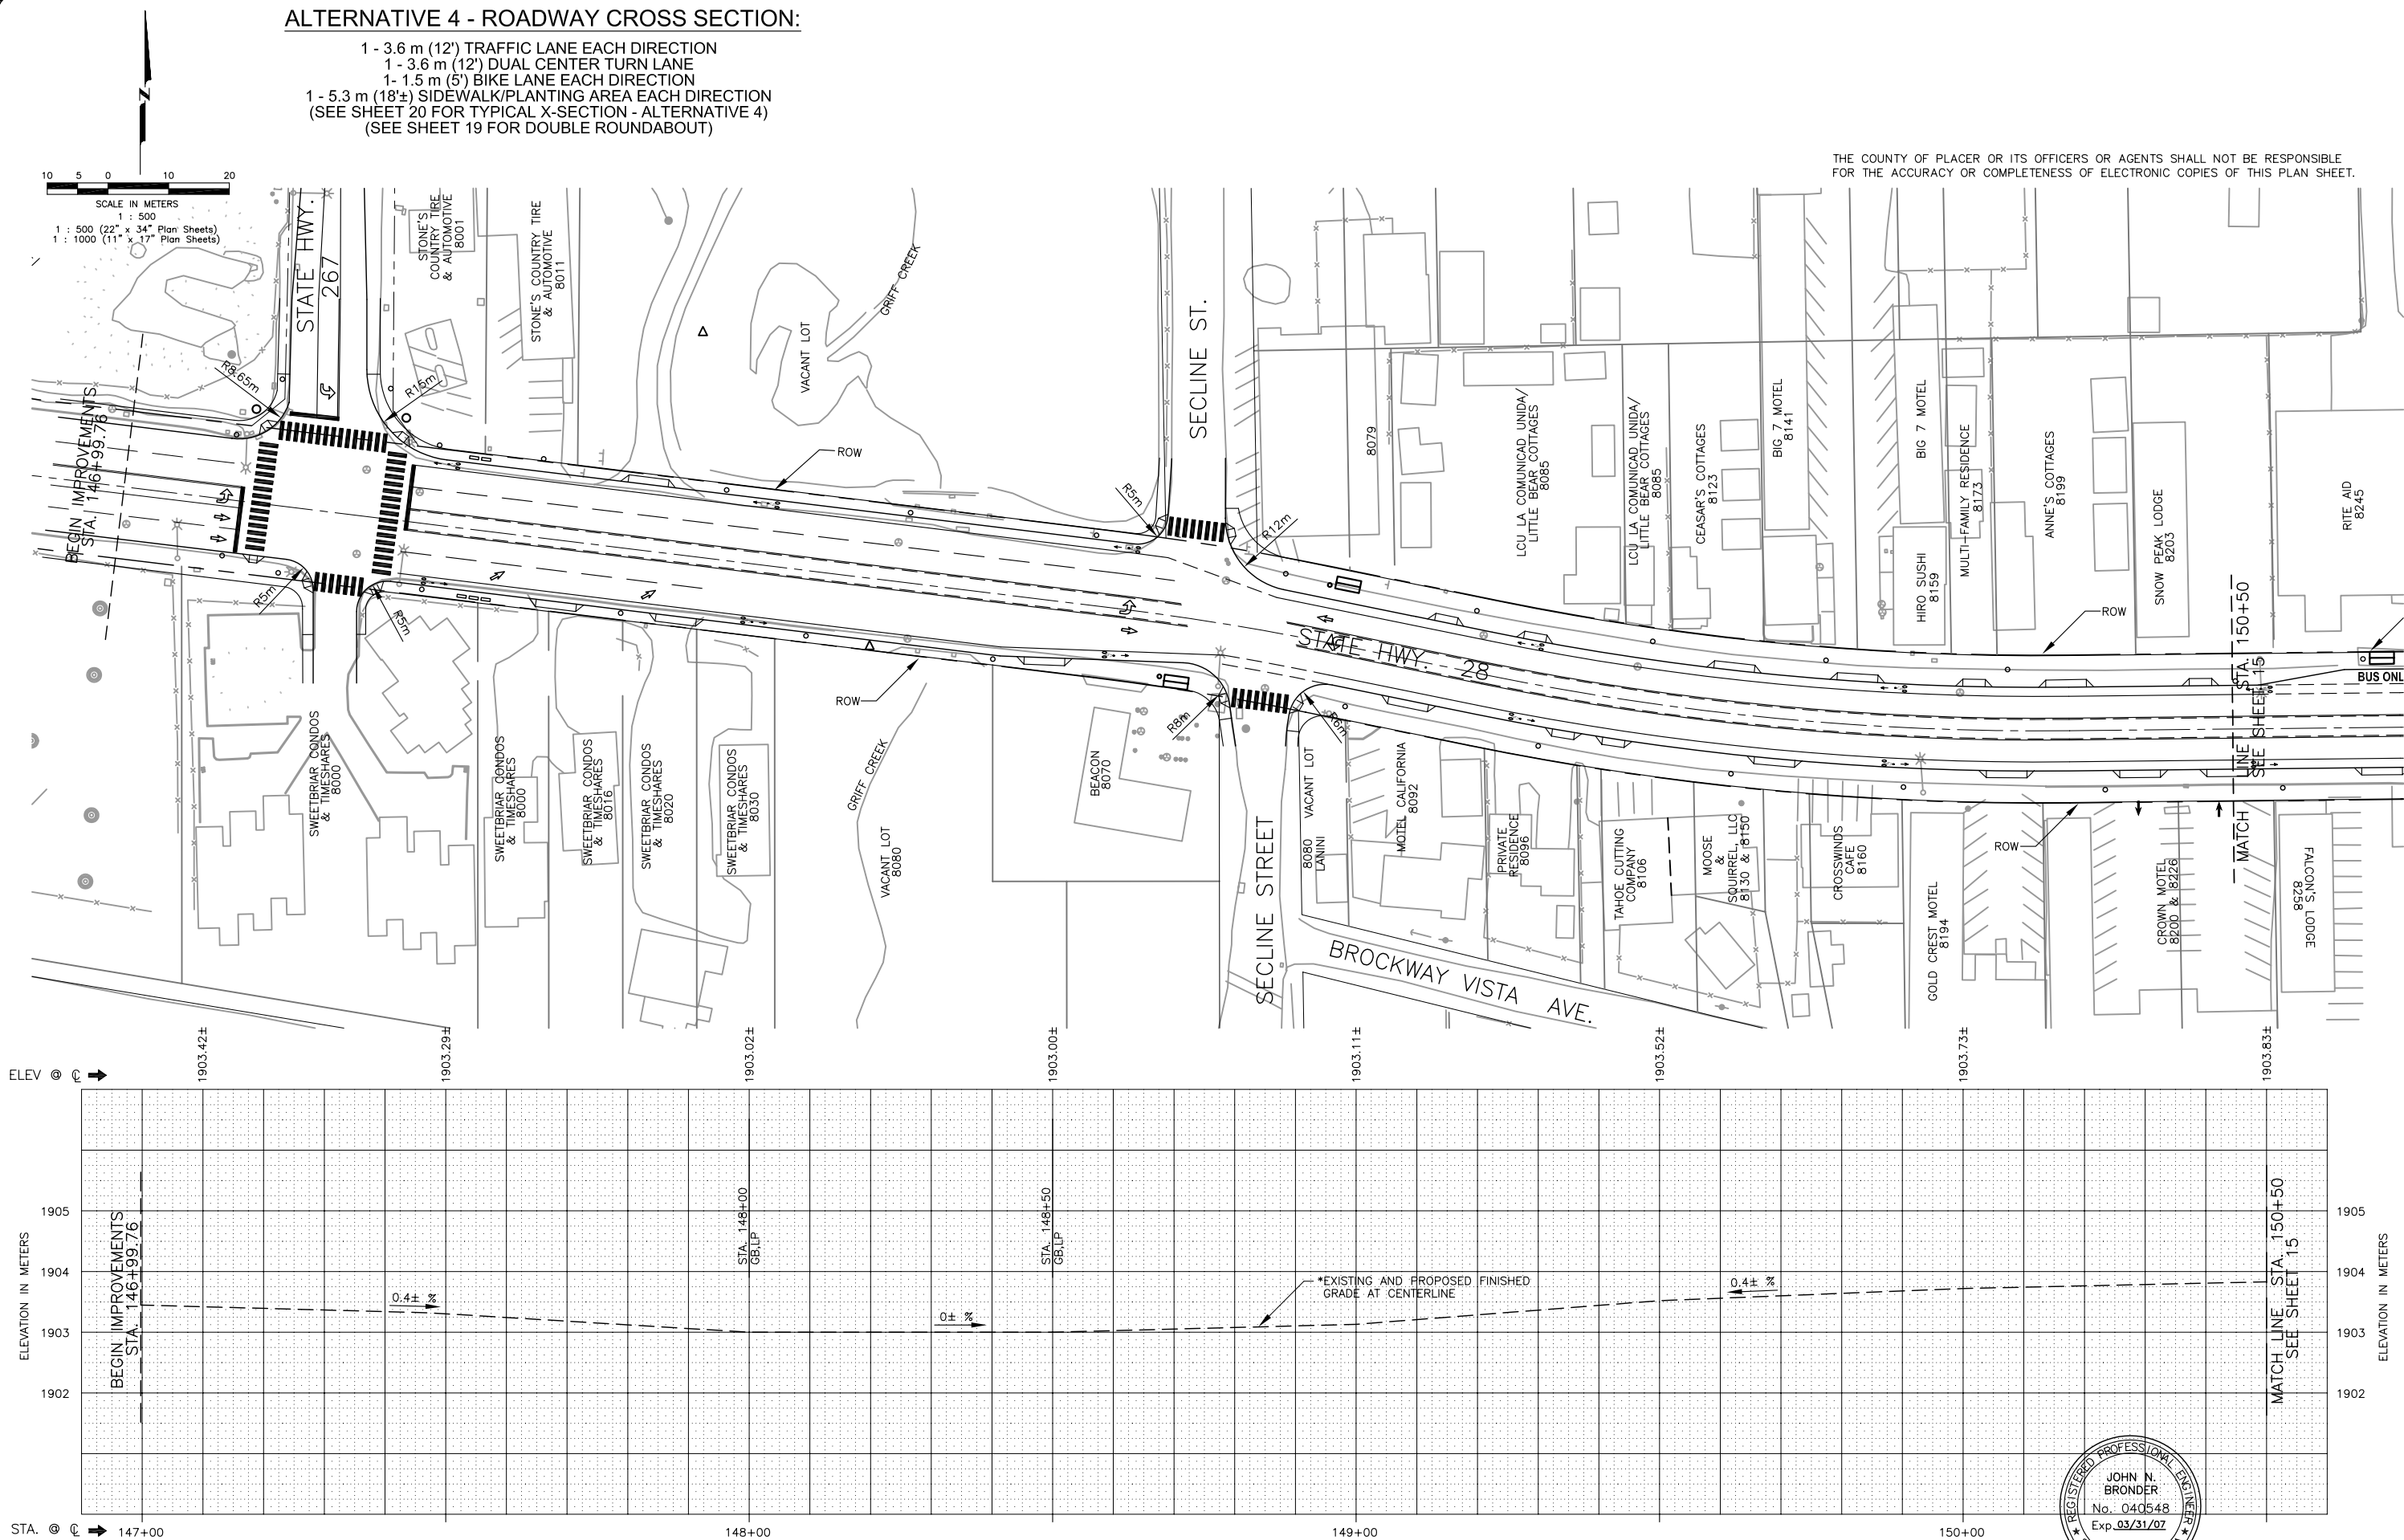 ALTERNATIVE 4 - ROADWAY CROSS SECTION:
1 - 3.6 m (12') TRAFFIC LANE EACH DIRECTION
1 - 3.6 m (12') DUAL CENTER TURN LANE
1- 1.5 m (5') BIKE LANE EACH DIRECTION
1 - 5.3 m (18'±) SIDEWALK/PLANTING AREA EACH DIRECTION
(SEE SHEET 20 FOR TYPICAL X-SECTION - ALTERNATIVE 4)
(SEE SHEET 19 FOR DOUBLE ROUNDABOUT)
N
10 5 0 10 20
SCALE IN METERS
1 : 500
1 : 500 (22" x 34" Plan Sheets)
1 : 1000 (11" x 17" Plan Sheets)
THE COUNTY OF PLACER OR ITS OFFICERS OR AGENTS SHALL NOT BE RESPONSIBLE
FOR THE ACCURACY OR COMPLETENESS OF ELECTRONIC COPIES OF THIS PLAN SHEET.
BEGIN IMPROVEMENTS
STA. 146+99.76
STATE HWY.
267
STONE'S
COUNTRY TIRE
& AUTOMOTIVE
8001
STONE'S COUNTRY TIRE
& AUTOMOTIVE
8011
VACANT LOT
GRIFF CREEK
SECLINE ST.
8079
LCU LA COMUNICAD UNIDA/
LITTLE BEAR COTTAGES
8085
LCU LA COMUNICAD UNIDA/
LITTLE BEAR COTTAGES
8085
CEASAR'S COTTAGES
8123
BIG 7 MOTEL
8141
BIG 7 MOTEL
HIRO SUSHI
8159
MULTI-FAMILY RESIDENCE
8173
ANNE'S COTTAGES
8199
SNOW PEAK LODGE
8203
RITE AID
8245
R8.65m
R15m
ROW
R5m
R12m
ROW
R5m
R5m
STATE HWY. 28
BUS ONL
ROW
R8m
R6m
ROW
MATCH LINE STA. 150+50
SEE SHEET 15
SWEETBRIAR CONDOS
& TIMESHARES
8000
SWEETBRIAR CONDOS
& TIMESHARES
8000
SWEETBRIAR CONDOS
& TIMESHARES
8016
SWEETBRIAR CONDOS
& TIMESHARES
8020
SWEETBRIAR CONDOS
& TIMESHARES
8030
GRIFF CREEK
VACANT LOT
8080
BEACON
8070
SECLINE STREET
8080 VACANT LOT
LANINI
MOTEL CALIFORNIA
8092
PRIVATE
RESIDENCE
8096
TAHOE CUTTING
COMPANY
8106
MOOSE
&
SQUIRREL, LLC
8130 & 8150
CROSSWINDS
CAFE
8160
GOLD CREST MOTEL
8194
CROWN MOTEL
8200 & 8226
FALCON'S LODGE
8258
BROCKWAY VISTA AVE.
ELEV @ ℄
1903.42±
1903.29±
1903.02±
1903.00±
1903.11±
1903.52±
1903.73±
1903.83±
ELEVATION IN METERS
1905
1904
1903
1902
BEGIN IMPROVEMENTS
STA. 146+99.76
0.4± %
STA. 148+00
GB,LP
0± %
STA. 148+50
GB,LP
*EXISTING AND PROPOSED FINISHED
GRADE AT CENTERLINE
0.4± %
MATCH LINE STA. 150+50
SEE SHEET 15
1905
1904
1903
1902
ELEVATION IN METERS
REGISTERED PROFESSIONAL ENGINEER
JOHN N.
BRONDER
No. 040548
Exp. 03/31/07
STA. @ ℄ 147+00 148+00 149+00 150+00